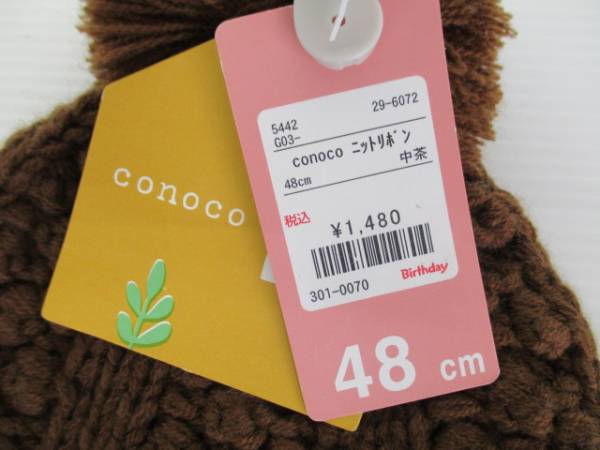 conoco
5442 29-6072
G03-
conoco ニットリボン
48cm 中茶
税込 ¥1,480
Birthday
301-0070
48 cm